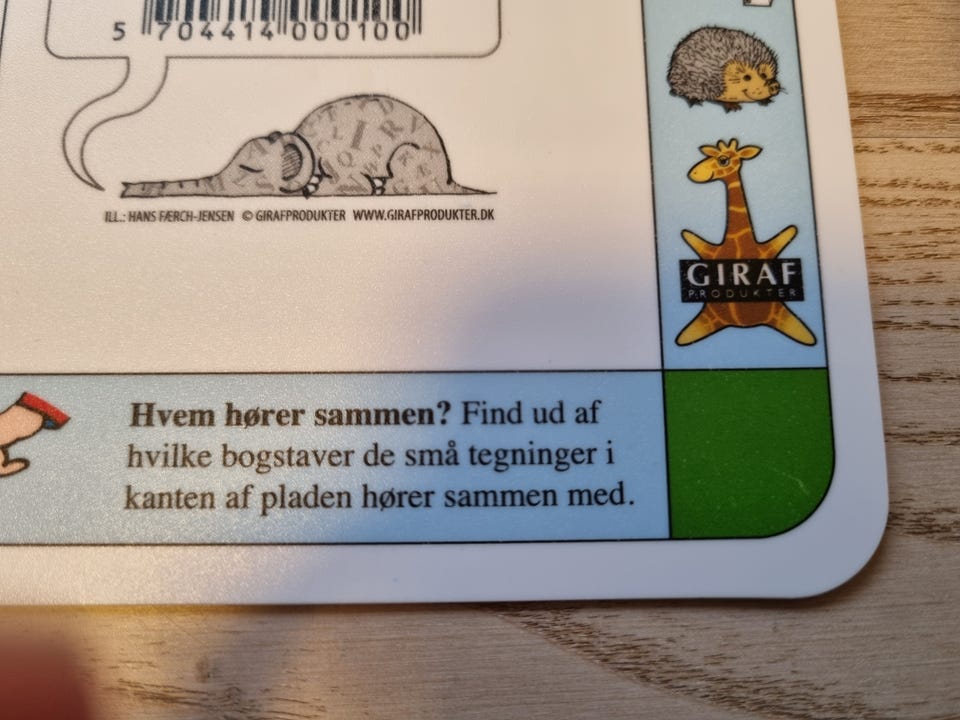 5 704414 000100
ILL.: HANS FÆRCH-JENSEN © GIRAFPRODUKTER WWW.GIRAFPRODUKTER.DK
GIRAF
PRODUKTER
Hvem hører sammen? Find ud af
hvilke bogstaver de små tegninger i
kanten af pladen hører sammen med.